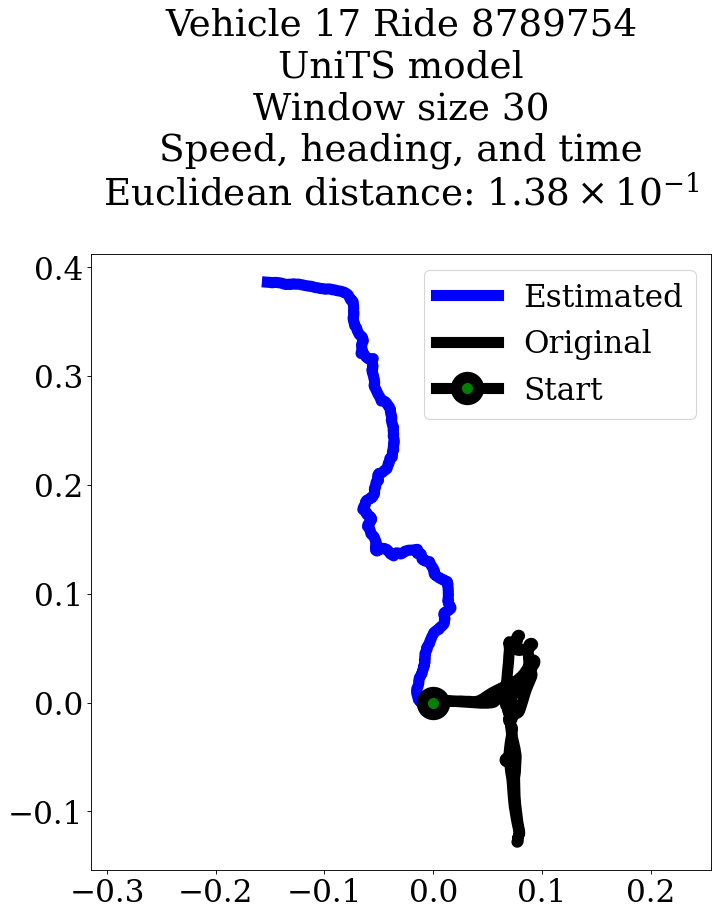 Vehicle 17 Ride 8789754
UniTS model
Window size 30
Speed, heading, and time
Euclidean distance: 1.38 × 10⁻¹
Estimated
Original
Start
0.4
0.3
0.2
0.1
0.0
−0.1
−0.3 −0.2 −0.1 0.0 0.1 0.2